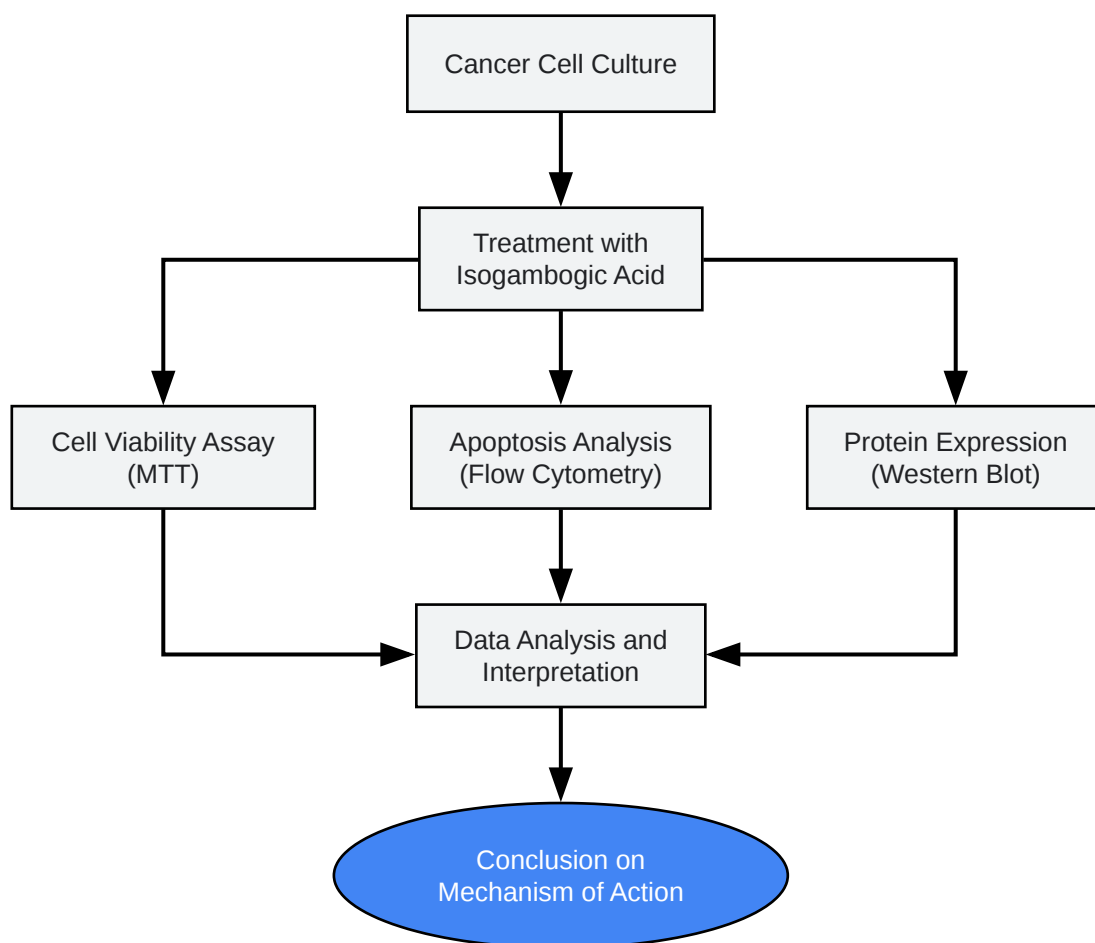 Cancer Cell Culture
Treatment with
Isogambogic Acid
Cell Viability Assay
(MTT)
Apoptosis Analysis
(Flow Cytometry)
Protein Expression
(Western Blot)
Data Analysis and
Interpretation
Conclusion on
Mechanism of Action